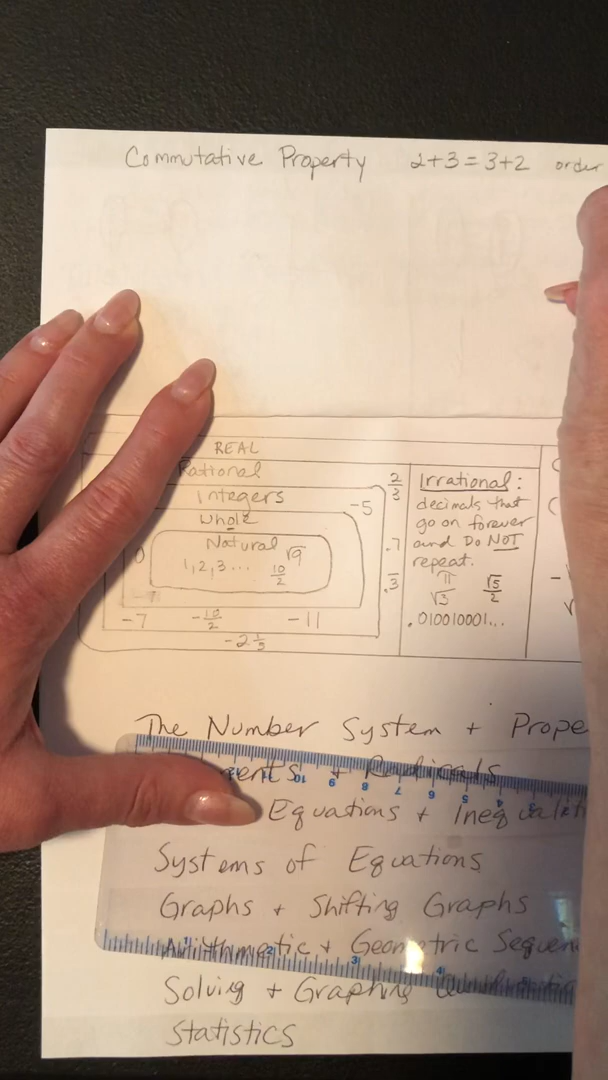 Commutative Property 2+3=3+2 order
REAL
Rational
Integers
-5
Whole
Natural
0
1, 2, 3... 10/2 √9
-7 -10/2 -11
-2 1/3
2/3
.7
.3̅
Irrational:
decimals that
go on forever
and DO NOT
repeat.
π √5/2
√3
.010010001...
The Number System +
+ Radicals
Equations +
Systems of Equations
Graphs + Shifting Graphs
Arithmetic + Geometric
Solving + Graphing
Statistics